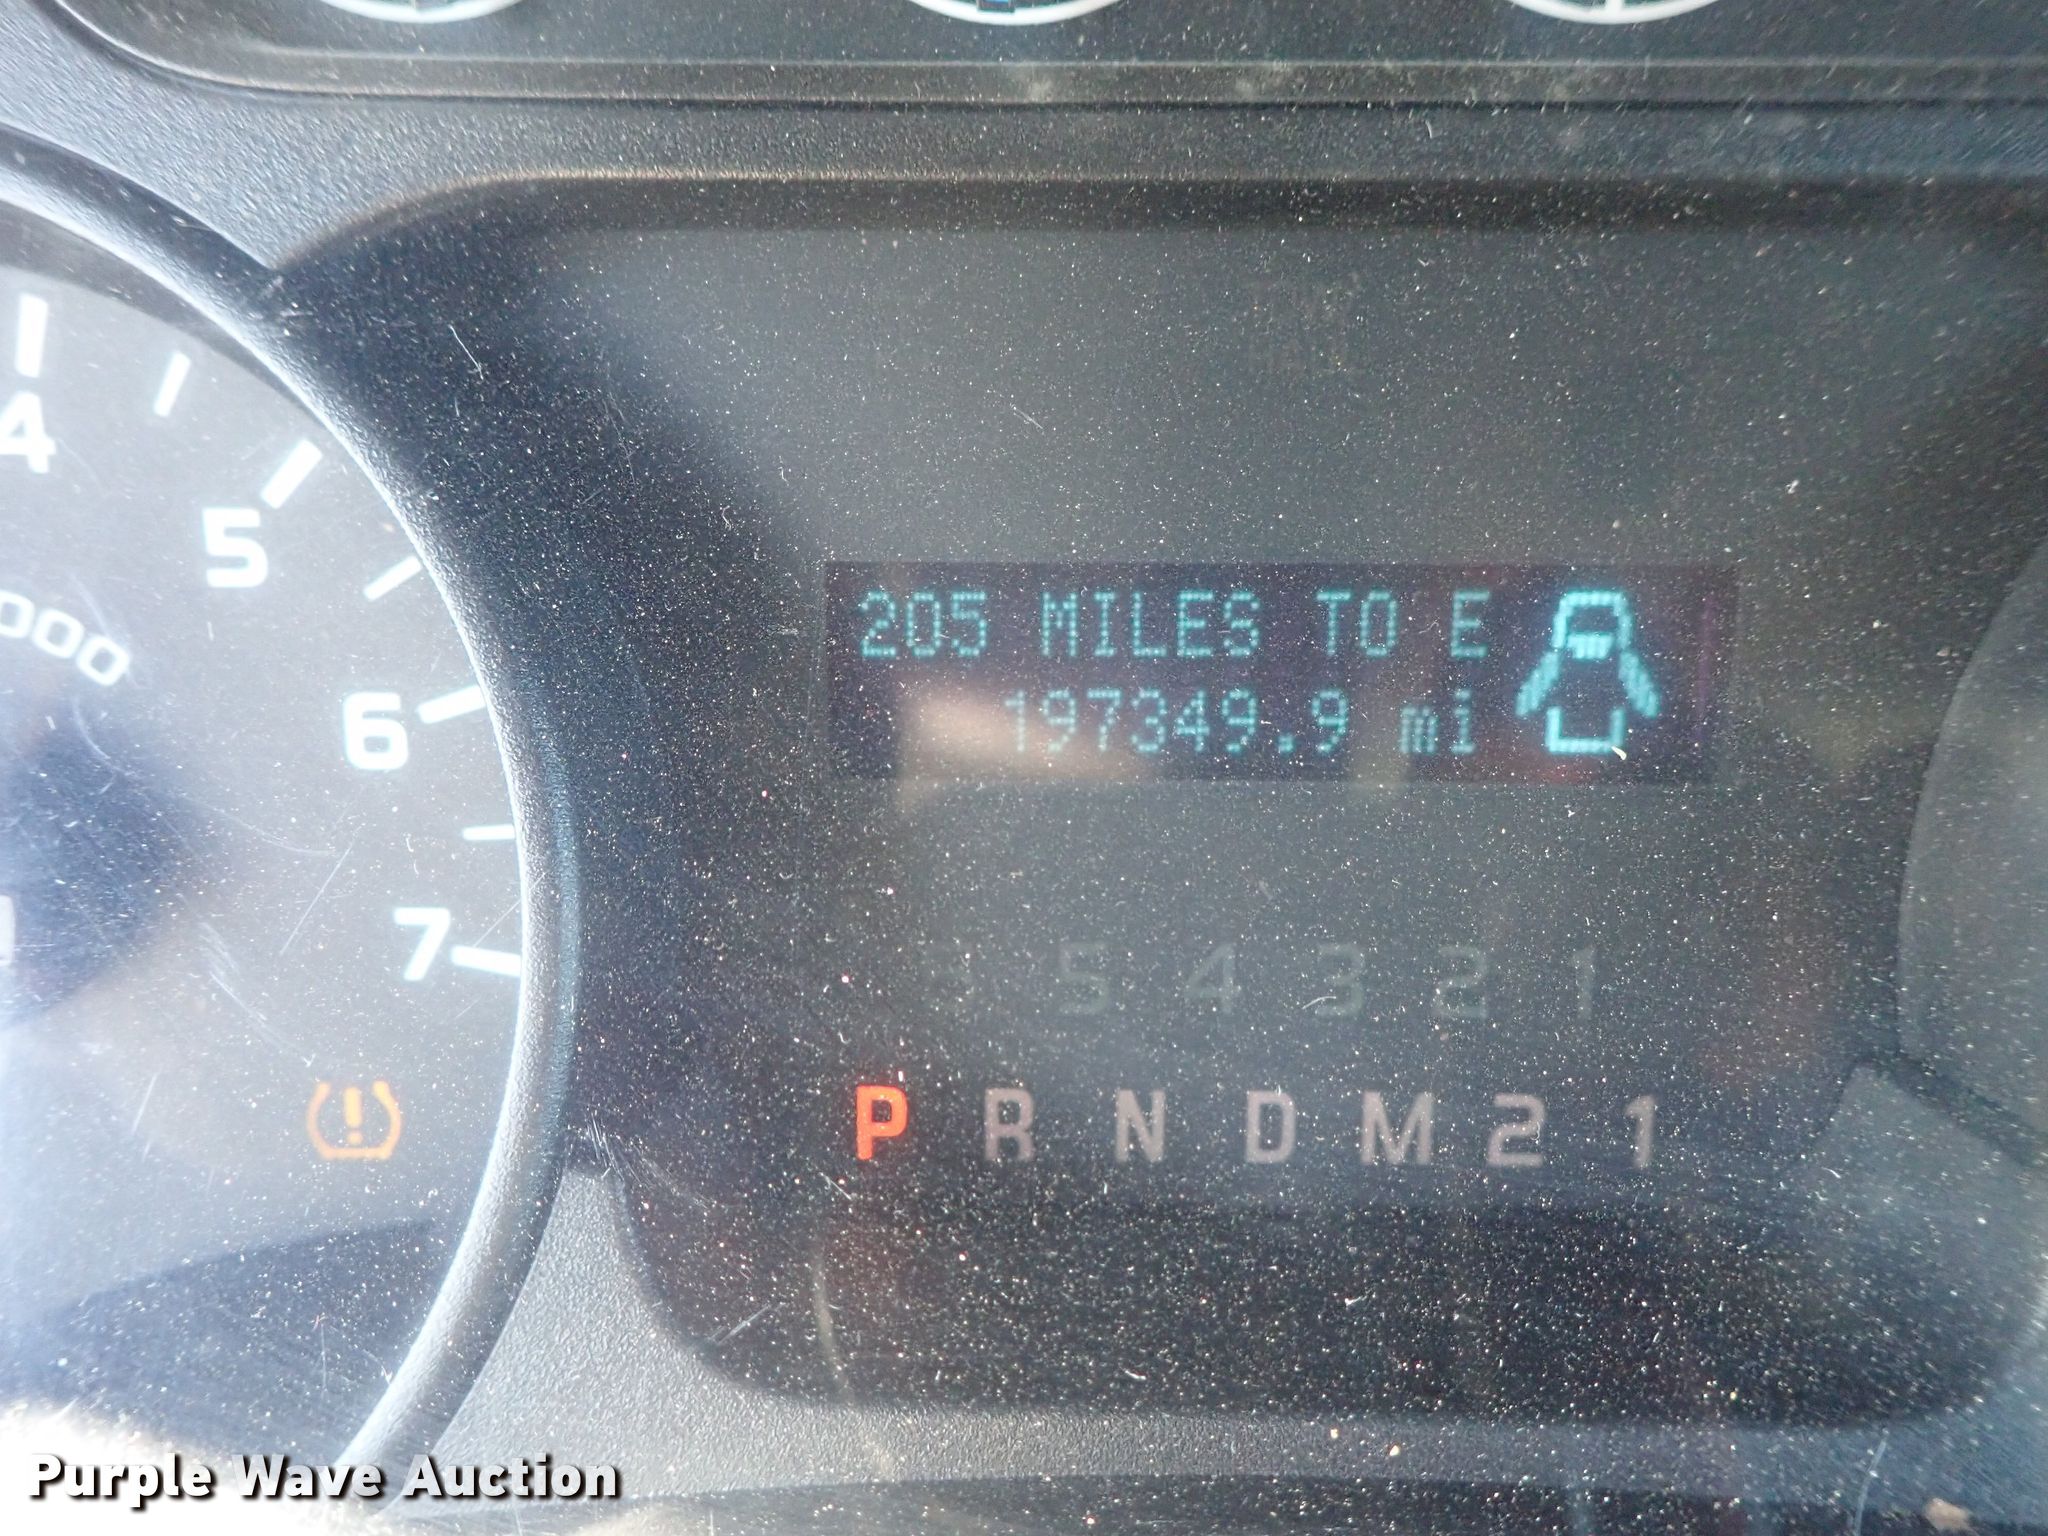 4
5
000
6
7
205 MILES TO E
197349.9 mi
5 4 3 2 1
P R N D M 2 1
Purple Wave Auction